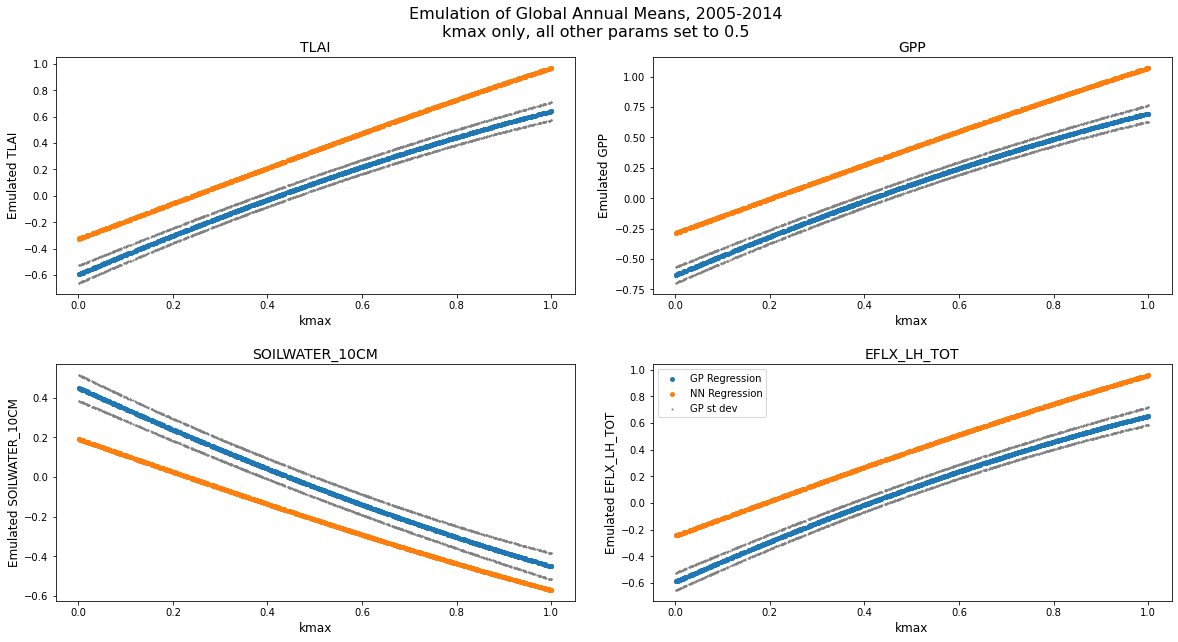 Emulation of Global Annual Means, 2005-2014
kmax only, all other params set to 0.5
TLAI
Emulated TLAI
1.0
0.8
0.6
0.4
0.2
0.0
−0.2
−0.4
−0.6
0.0 0.2 0.4 0.6 0.8 1.0
kmax
GPP
Emulated GPP
1.00
0.75
0.50
0.25
0.00
−0.25
−0.50
−0.75
0.0 0.2 0.4 0.6 0.8 1.0
kmax
SOILWATER_10CM
Emulated SOILWATER_10CM
0.4
0.2
0.0
−0.2
−0.4
−0.6
0.0 0.2 0.4 0.6 0.8 1.0
kmax
EFLX_LH_TOT
Emulated EFLX_LH_TOT
1.0
0.8
0.6
0.4
0.2
0.0
−0.2
−0.4
−0.6
GP Regression
NN Regression
GP st dev
0.0 0.2 0.4 0.6 0.8 1.0
kmax